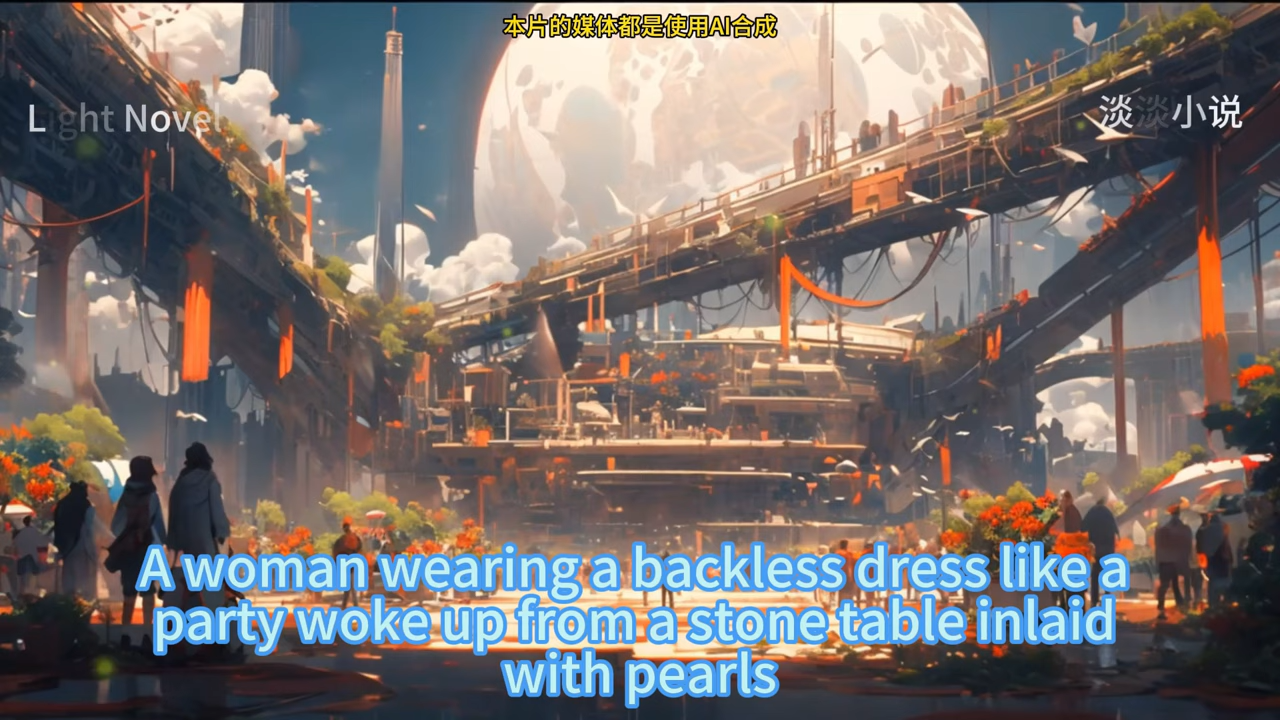 本片的媒体都是使用AI合成
Light Novel
淡淡小说
A woman wearing a backless dress like a
party woke up from a stone table inlaid
with pearls